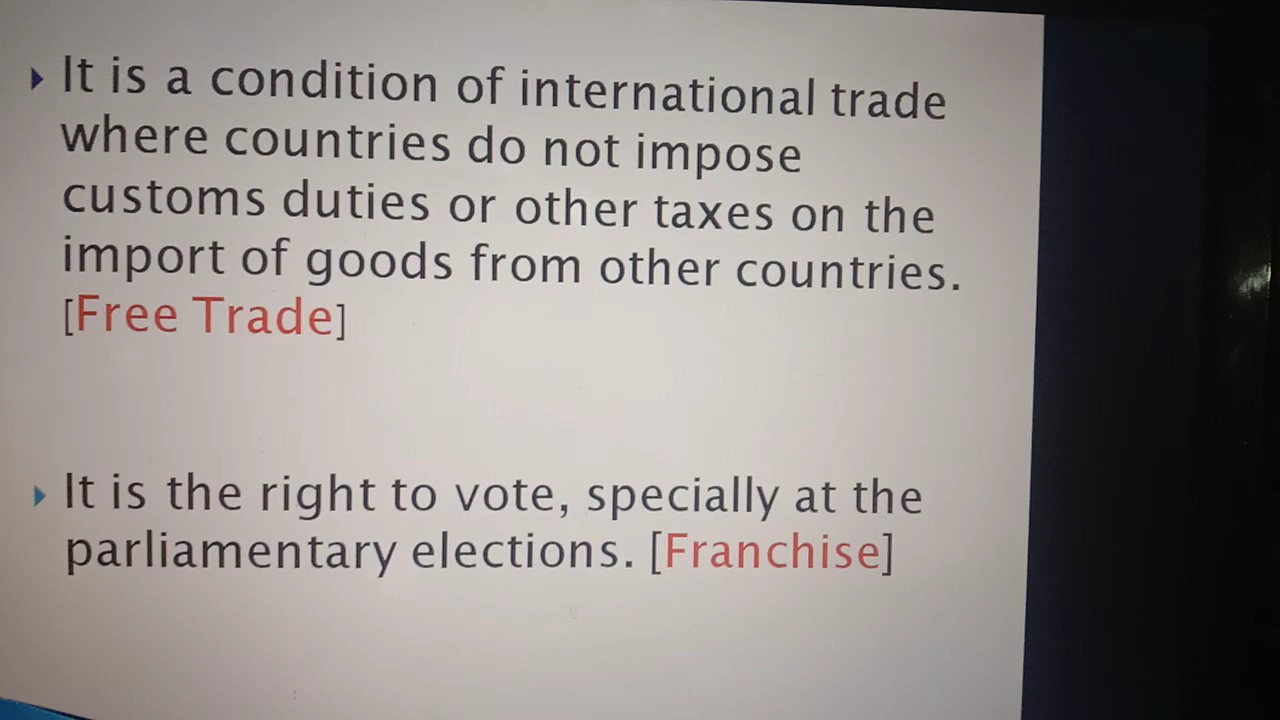 It is a condition of international trade
where countries do not impose
customs duties or other taxes on the
import of goods from other countries.
[Free Trade]
It is the right to vote, specially at the
parliamentary elections. [Franchise]